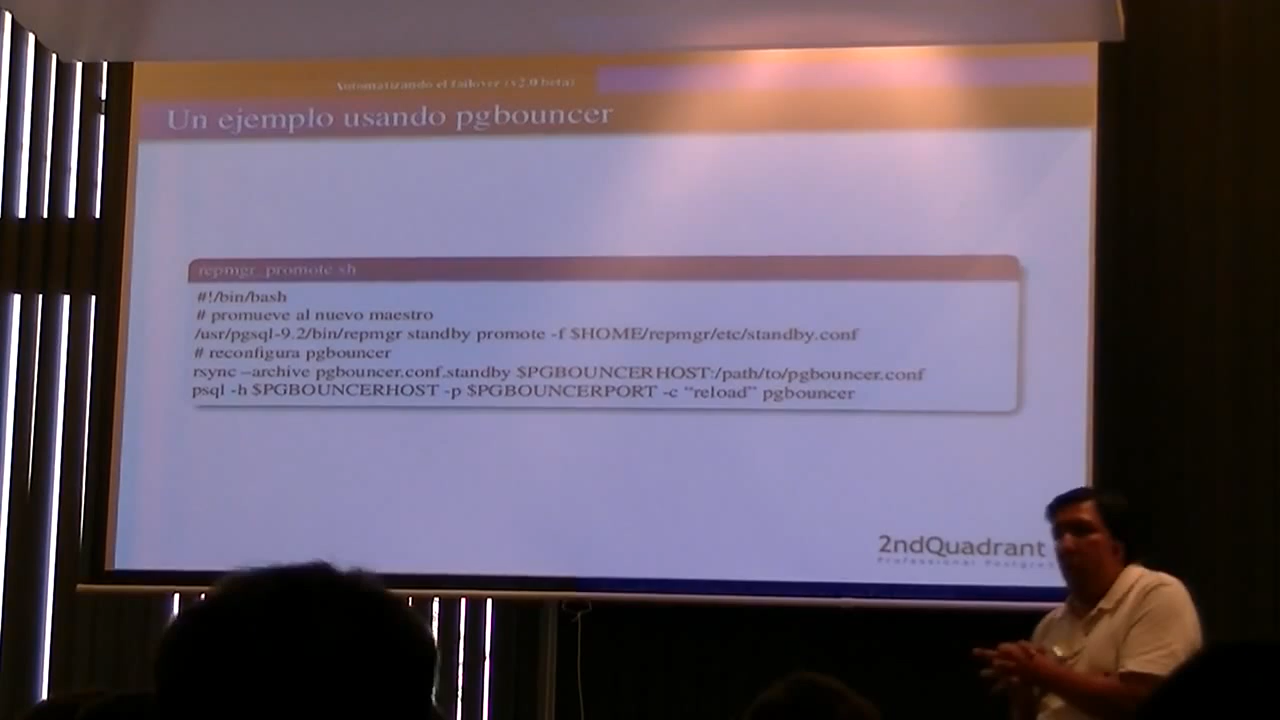 Automatizando el failover (v2.0 beta)
Un ejemplo usando pgbouncer
repmgr_promote.sh
#!/bin/bash
# promueve al nuevo maestro
/usr/pgsql-9.2/bin/repmgr standby promote -f $HOME/repmgr/etc/standby.conf
# reconfigura pgbouncer
rsync –archive pgbouncer.conf.standby $PGBOUNCERHOST:/path/to/pgbouncer.conf
psql -h $PGBOUNCERHOST -p $PGBOUNCERPORT -c “reload” pgbouncer
2ndQuadrant
Professional